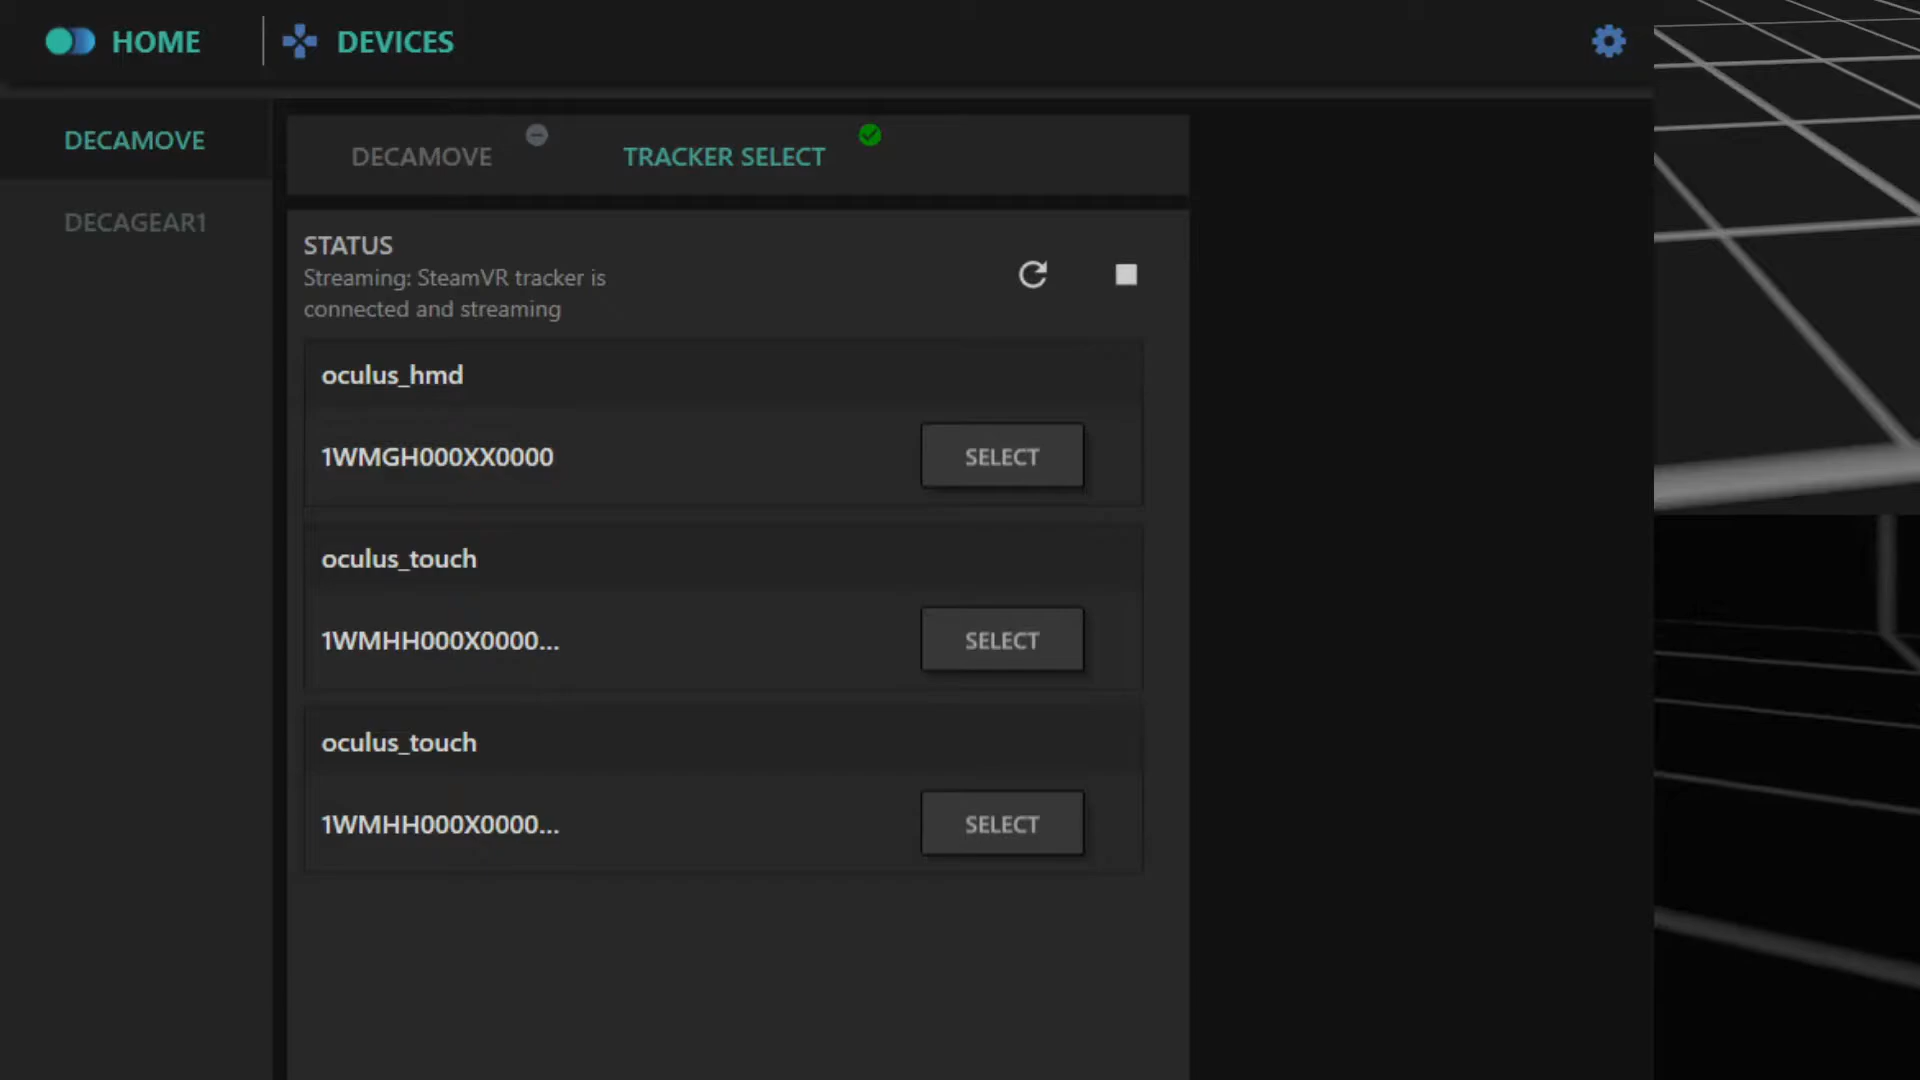 HOME
DEVICES
DECAMOVE
DECAGEAR1
DECAMOVE
TRACKER SELECT
STATUS
Streaming: SteamVR tracker is
connected and streaming
oculus_hmd
1WMGH000XX0000
SELECT
oculus_touch
1WMHH000X0000...
SELECT
oculus_touch
1WMHH000X0000...
SELECT